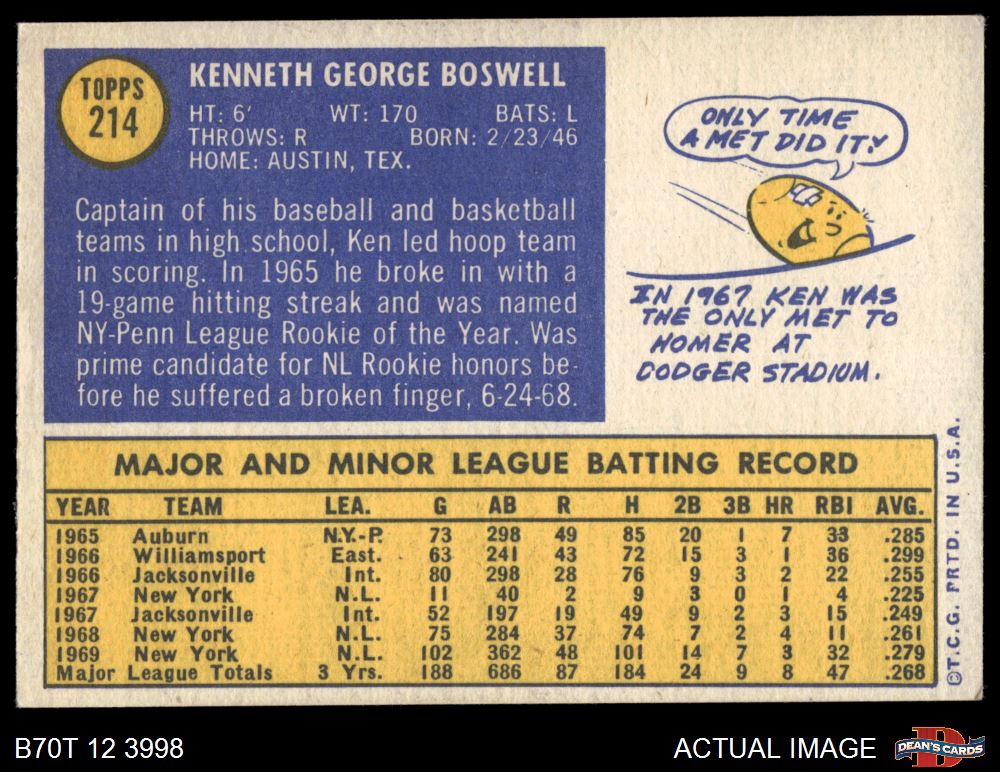 TOPPS
214
KENNETH GEORGE BOSWELL
HT: 6' WT: 170 BATS: L
THROWS: R BORN: 2/23/46
HOME: AUSTIN, TEX.
Captain of his baseball and basketball
teams in high school, Ken led hoop team
in scoring. In 1965 he broke in with a
19-game hitting streak and was named
NY-Penn League Rookie of the Year. Was
prime candidate for NL Rookie honors be-
fore he suffered a broken finger, 6-24-68.
ONLY TIME
A MET DID IT!
IN 1967 KEN WAS
THE ONLY MET TO
HOMER AT
DODGER STADIUM.
MAJOR AND MINOR LEAGUE BATTING RECORD
YEAR TEAM LEA. G AB R H 2B 3B HR RBI AVG.
1965 Auburn N.Y.-P. 73 298 49 85 20 1 7 33 .285
1966 Williamsport East. 63 241 43 72 15 3 1 36 .299
1966 Jacksonville Int. 80 298 28 76 9 3 2 22 .255
1967 New York N.L. 11 40 2 9 3 0 1 4 .225
1967 Jacksonville Int. 52 197 19 49 9 2 3 15 .249
1968 New York N.L. 75 284 37 74 7 2 4 11 .261
1969 New York N.L. 102 362 48 101 14 7 3 32 .279
Major League Totals 3 Yrs. 188 686 87 184 24 9 8 47 .268
©T.C.G. PRTD. IN U.S.A.
B70T 12 3998
ACTUAL IMAGE
D
DEAN'S CARDS